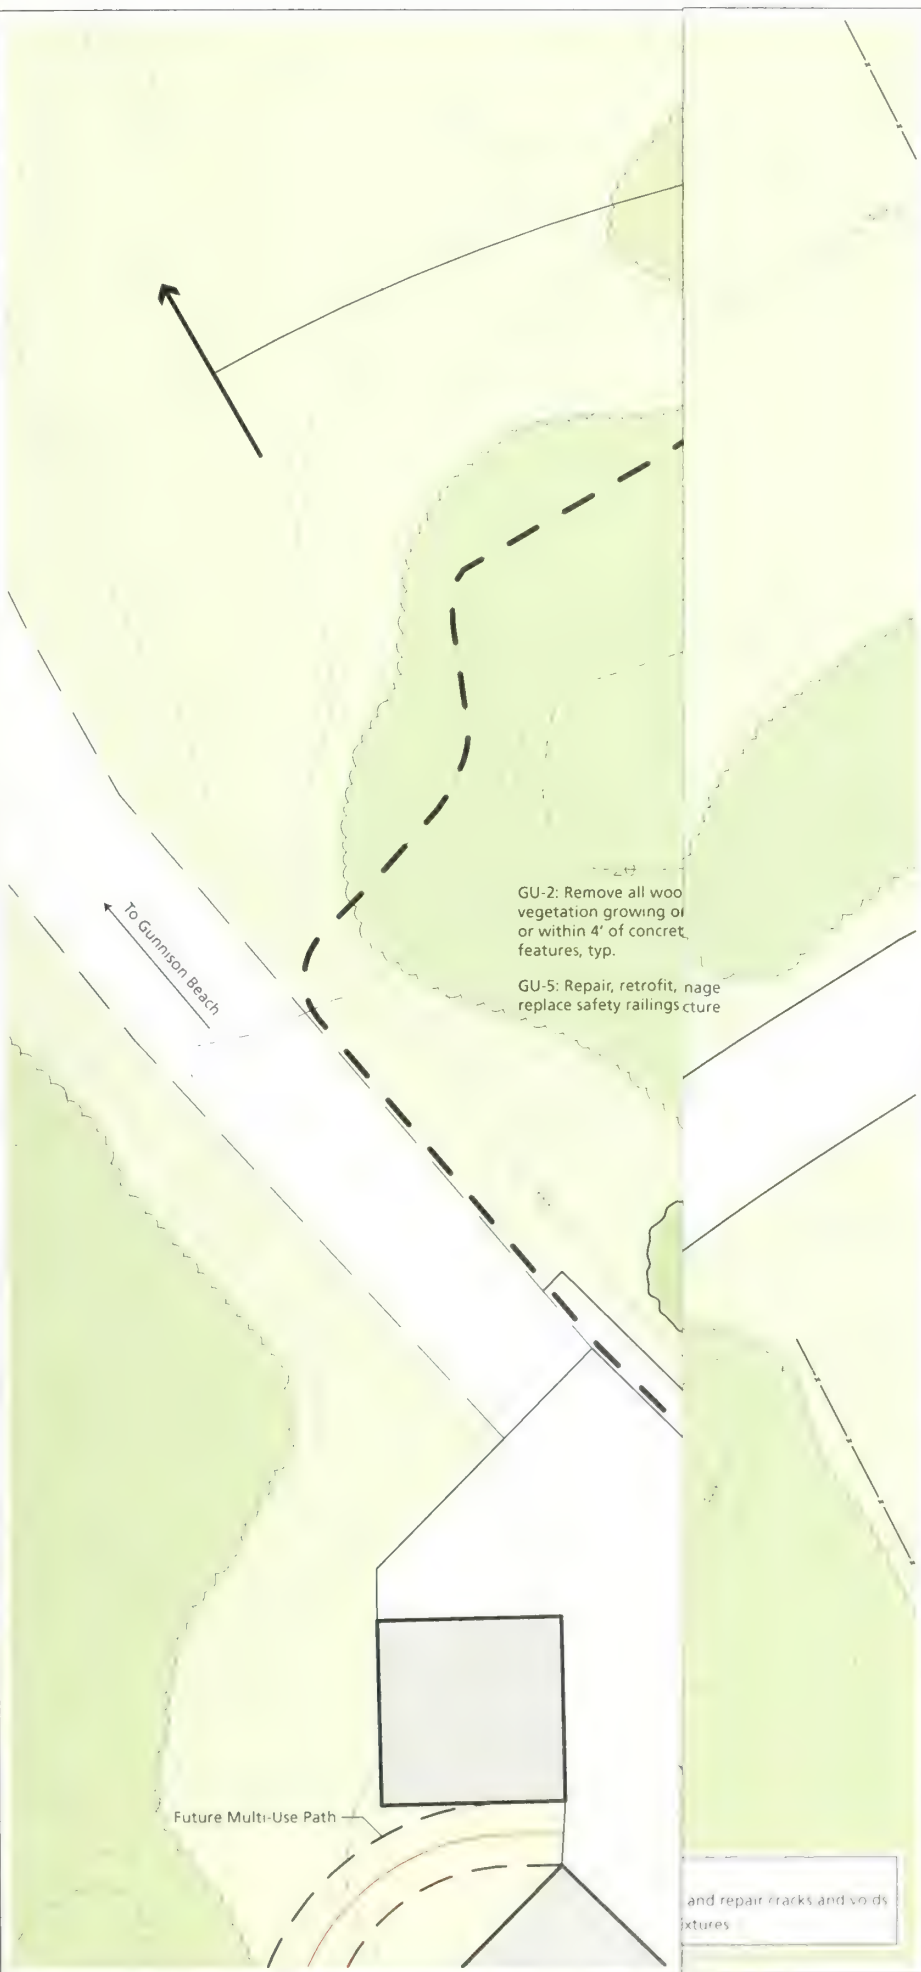 To Gunnison Beach
GU-2: Remove all woo
vegetation growing o
or within 4' of concret
features, typ.
GU-5: Repair, retrofit, nage
replace safety railings cture
Future Multi-Use Path
and repair cracks and voids
ixtures